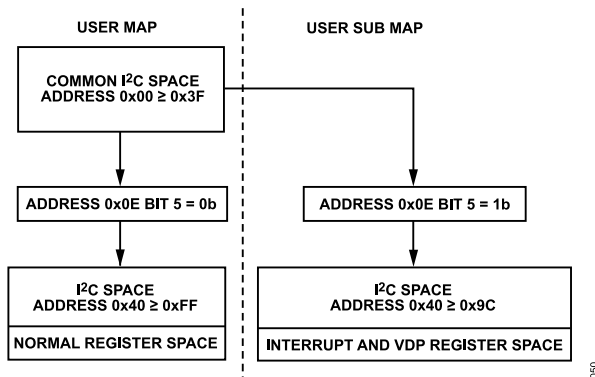 USER MAP
USER SUB MAP
COMMON I²C SPACE
ADDRESS 0x00 ≥ 0x3F
ADDRESS 0x0E BIT 5 = 0b
ADDRESS 0x0E BIT 5 = 1b
I²C SPACE
ADDRESS 0x40 ≥ 0xFF
NORMAL REGISTER SPACE
I²C SPACE
ADDRESS 0x40 ≥ 0x9C
INTERRUPT AND VDP REGISTER SPACE